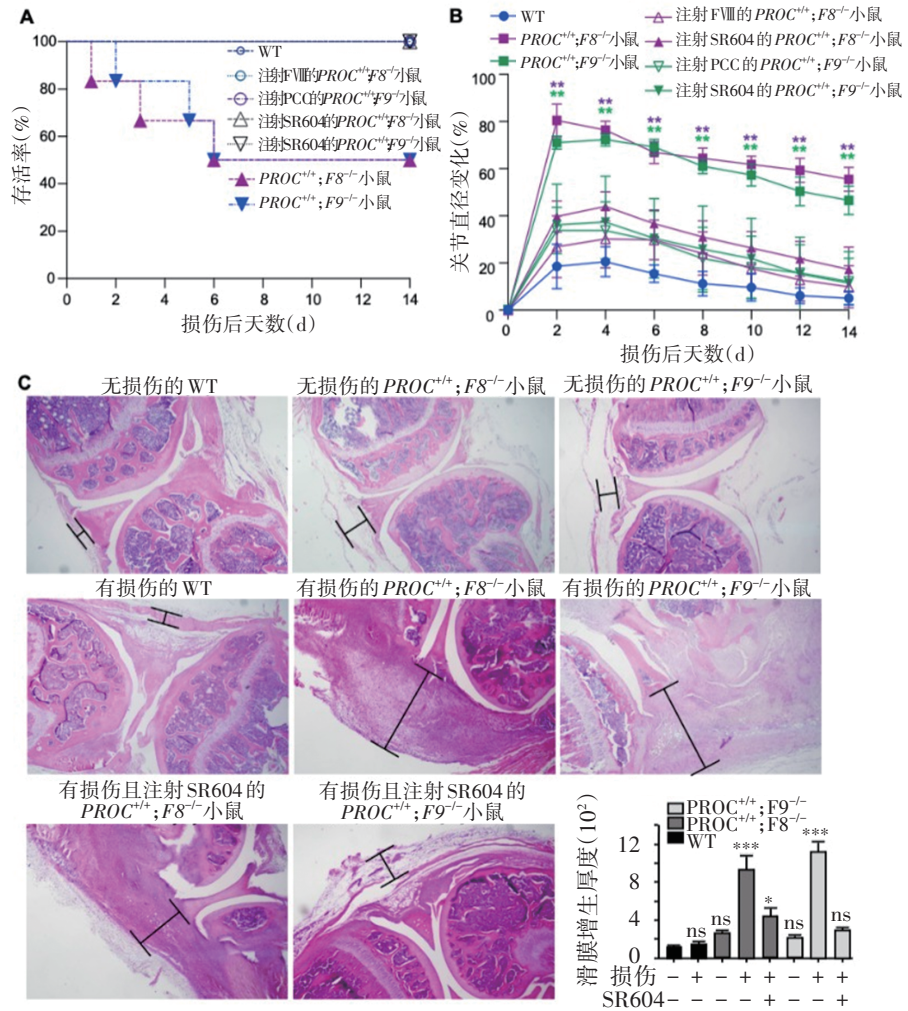 A
存活率(%)
100
80
60
40
20
0
WT
注射FⅧ的PROC+/+;F8-/-小鼠
注射PCC的PROC+/+;F9-/-小鼠
注射SR604的PROC+/+;F8-/-小鼠
注射SR604的PROC+/+;F9-/-小鼠
PROC+/+;F8-/-小鼠
PROC+/+;F9-/-小鼠
0 2 4 6 8 10 12 14
损伤后天数(d)
B
WT
PROC+/+;F8-/-小鼠
PROC+/+;F9-/-小鼠
注射FⅧ的PROC+/+;F8-/-小鼠
注射SR604的PROC+/+;F8-/-小鼠
注射PCC的PROC+/+;F9-/-小鼠
注射SR604的PROC+/+;F9-/-小鼠
关节直径变化(%)
100
80
60
40
20
0
** ** ** ** ** ** **
** ** ** ** ** ** **
0 2 4 6 8 10 12 14
损伤后天数(d)
C
无损伤的WT
无损伤的PROC+/+;F8-/-小鼠
无损伤的PROC+/+;F9-/-小鼠
有损伤的WT
有损伤的PROC+/+;F8-/-小鼠
有损伤的PROC+/+;F9-/-小鼠
有损伤且注射SR604的
PROC+/+;F8-/-小鼠
有损伤且注射SR604的
PROC+/+;F9-/-小鼠
滑膜增生厚度(10²)
12
8
4
0
PROC+/+;F9-/-
PROC+/+;F8-/-
WT
ns ns *** * ns *** ns
损伤 - + - + + - + +
SR604 - - - - + - - +